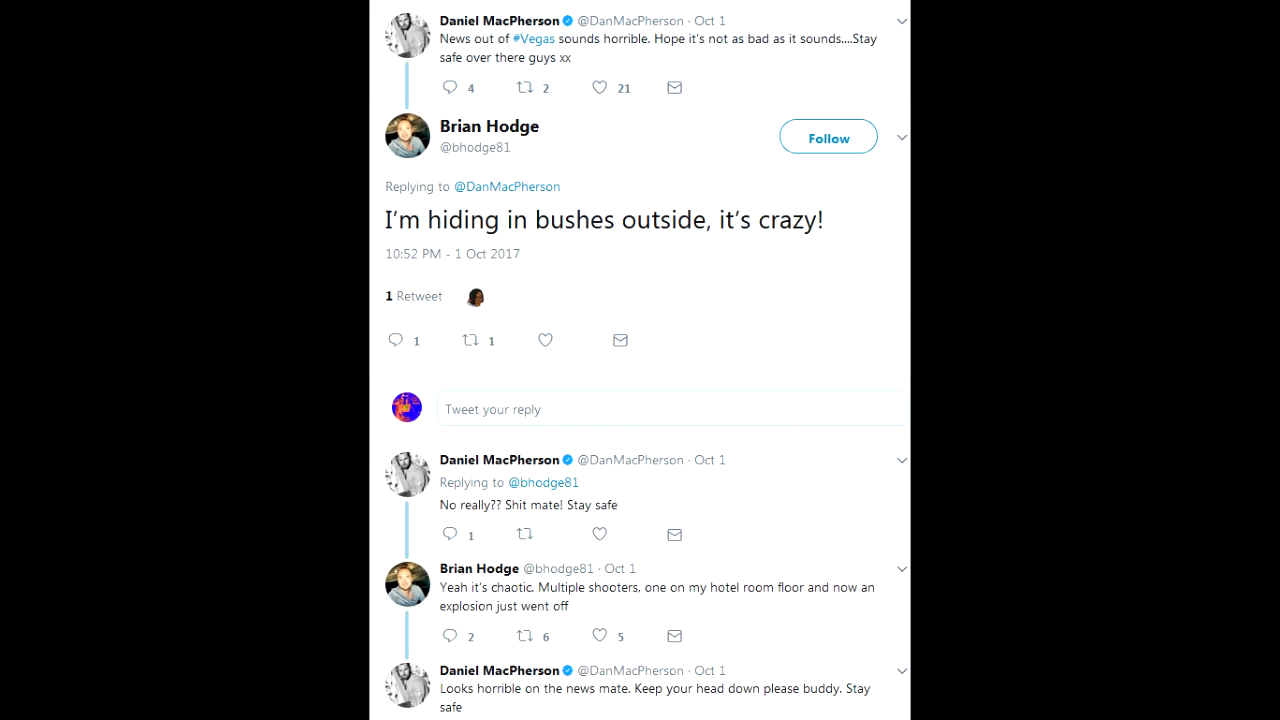 Daniel MacPherson @DanMacPherson · Oct 1
News out of #Vegas sounds horrible. Hope it's not as bad as it sounds....Stay
safe over there guys xx
4 2 21
Brian Hodge
@bhodge81
Follow
Replying to @DanMacPherson
I'm hiding in bushes outside, it's crazy!
10:52 PM - 1 Oct 2017
1 Retweet
1 1
Tweet your reply
Daniel MacPherson @DanMacPherson · Oct 1
Replying to @bhodge81
No really?? Shit mate! Stay safe
1
Brian Hodge @bhodge81 · Oct 1
Yeah it's chaotic. Multiple shooters, one on my hotel room floor and now an
explosion just went off
2 6 5
Daniel MacPherson @DanMacPherson · Oct 1
Looks horrible on the news mate. Keep your head down please buddy. Stay
safe